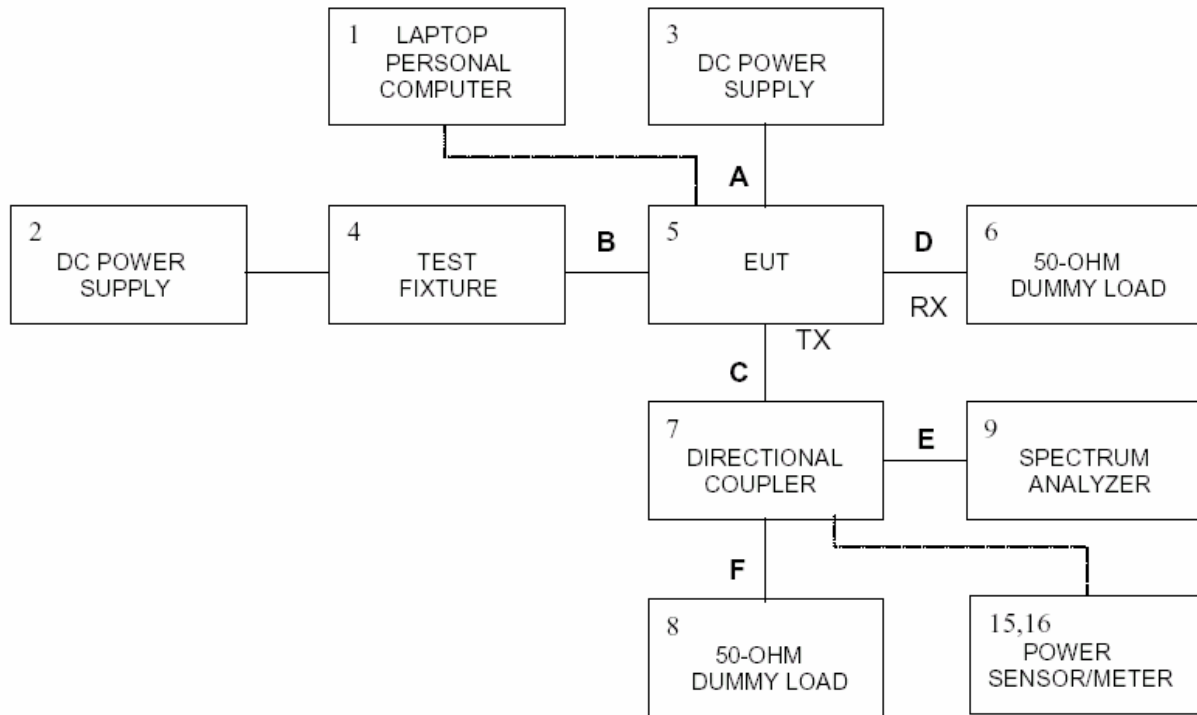 1 LAPTOP
PERSONAL
COMPUTER
3
DC POWER
SUPPLY
A
2
DC POWER
SUPPLY
4
TEST
FIXTURE
B
5
EUT
D
RX
6
50-OHM
DUMMY LOAD
TX
C
7
DIRECTIONAL
COUPLER
E
9
SPECTRUM
ANALYZER
F
8
50-OHM
DUMMY LOAD
15,16
POWER
SENSOR/METER